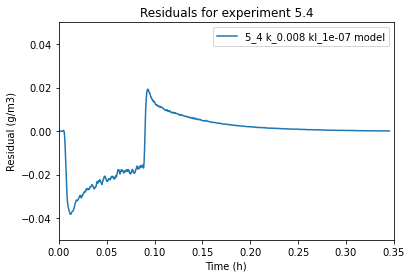 Residuals for experiment 5.4
5_4 k_0.008 kl_1e-07 model
Residual (g/m3)
0.04
0.02
0.00
−0.02
−0.04
0.00 0.05 0.10 0.15 0.20 0.25 0.30 0.35
Time (h)